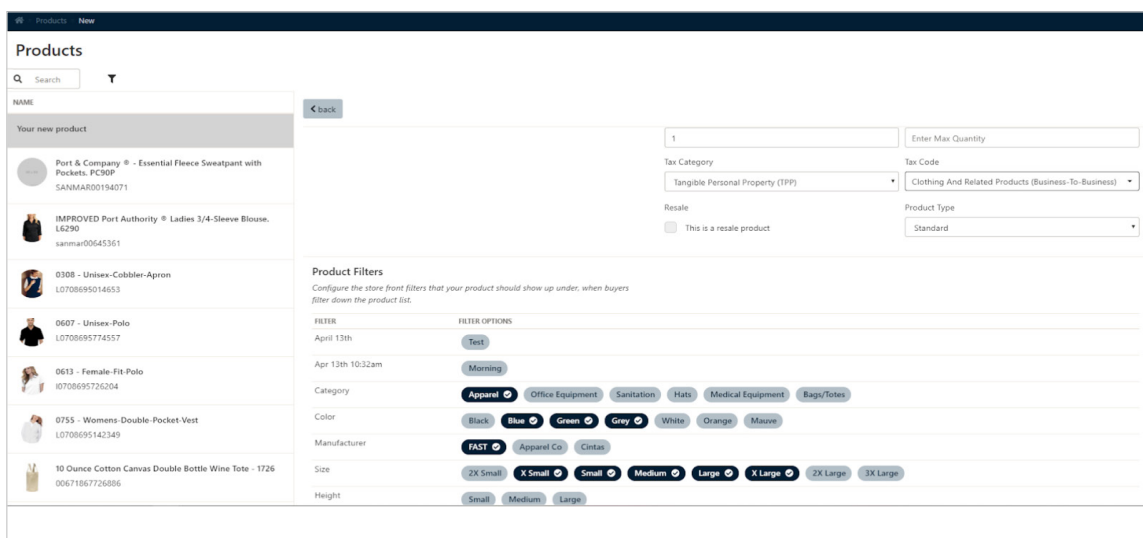 Products New
Products
Search
NAME
Your new product
Port & Company ® - Essential Fleece Sweatpant with
Pockets. PC90P
SANMAR00194071
IMPROVED Port Authority ® Ladies 3/4-Sleeve Blouse.
L6290
sanmar00645361
0308 - Unisex-Cobbler-Apron
L0708695014653
0607 - Unisex-Polo
L0708695774557
0613 - Female-Fit-Polo
l0708695726204
0755 - Womens-Double-Pocket-Vest
L0708695142349
10 Ounce Cotton Canvas Double Bottle Wine Tote - 1726
00671867726886
back
1 Enter Max Quantity
Tax Category Tax Code
Tangible Personal Property (TPP) Clothing And Related Products (Business-To-Business)
Resale Product Type
This is a resale product Standard
Product Filters
Configure the store front filters that your product should show up under, when buyers
filter down the product list.
FILTER FILTER OPTIONS
April 13th Test
Apr 13th 10:32am Morning
Category Apparel Office Equipment Sanitation Hats Medical Equipment Bags/Totes
Color Black Blue Green Grey White Orange Mauve
Manufacturer FAST Apparel Co Cintas
Size 2X Small X Small Small Medium Large X Large 2X Large 3X Large
Height Small Medium Large